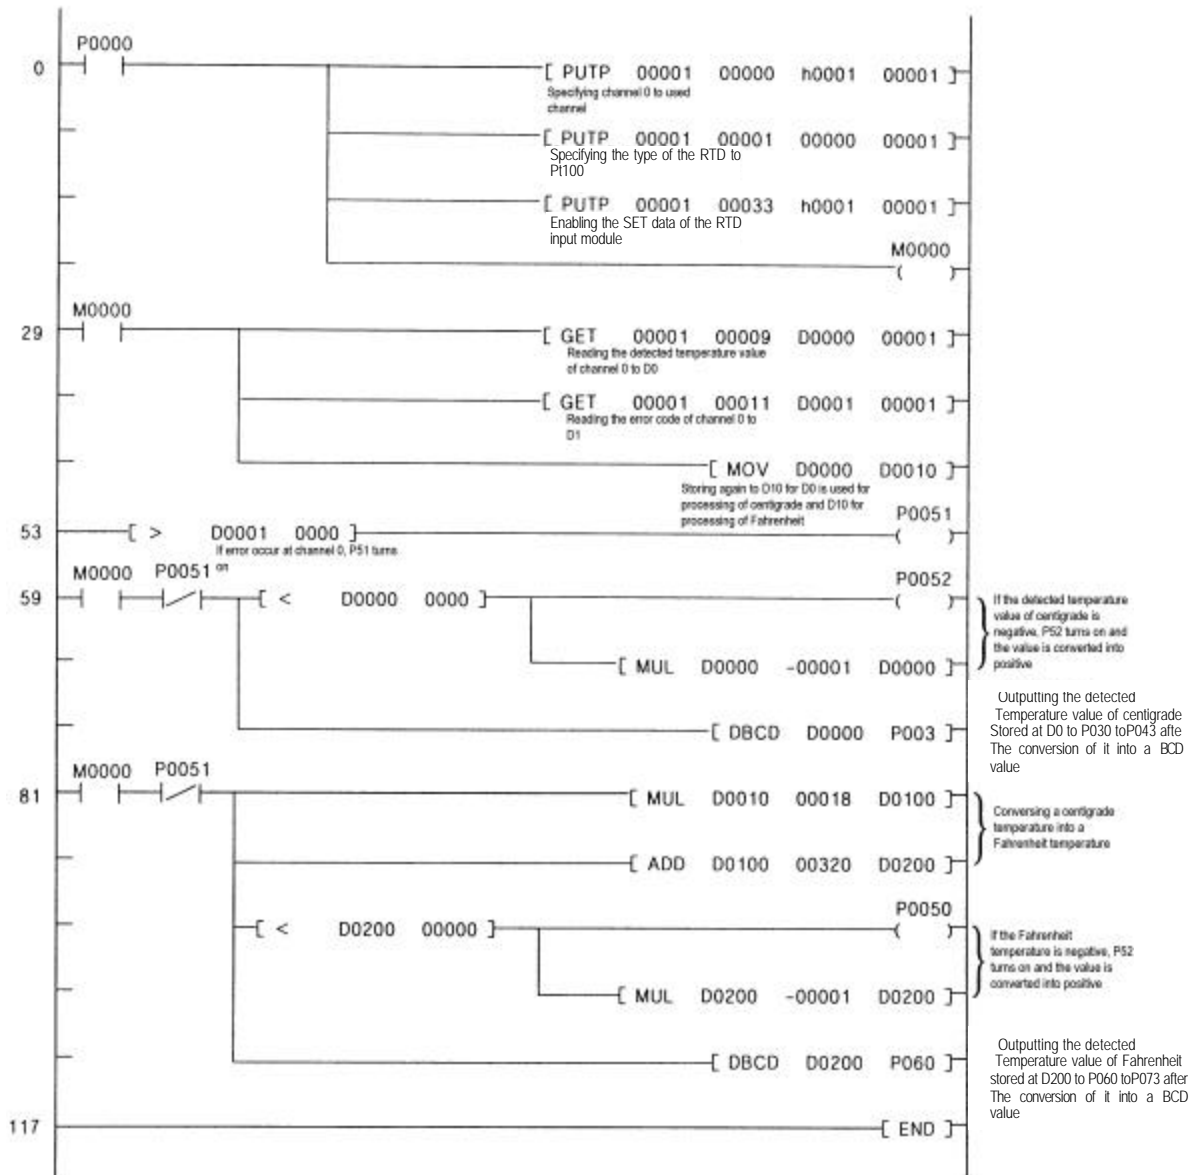 P0000
0
[ PUTP 00001 00000 h0001 00001 ]
Specifying channel 0 to used
channel
[ PUTP 00001 00001 00000 00001 ]
Specifying the type of the RTD to
Pt100
[ PUTP 00001 00033 h0001 00001 ]
Enabling the SET data of the RTD
input module
M0000
( )
M0000
29
[ GET 00001 00009 D0000 00001 ]
Reading the detected temperature value
of channel 0 to D0
[ GET 00001 00011 D0001 00001 ]
Reading the error code of channel 0 to
D1
[ MOV D0000 D0010 ]
Storing again to D10 for D0 is used for
processing of centigrade and D10 for
processing of Fahrenheit
P0051
53 [ > D0001 0000 ] ( )
If error occur at channel 0, P51 turns
on
M0000 P0051
P0052
59 [ < D0000 0000 ] ( )
[ MUL D0000 -00001 D0000 ]
If the detected temperature
value of centigrade is
negative, P52 turns on and
the value is converted into
positive
[ DBCD D0000 P003 ]
Outputting the detected
Temperature value of centigrade
Stored at D0 to P030 toP043 afte
The conversion of it into a BCD
value
M0000 P0051
81
[ MUL D0010 00018 D0100 ]
[ ADD D0100 00320 D0200 ]
Conversing a centigrade
temperature into a
Fahrenheit temperature
P0050
[ < D0200 00000 ] ( )
[ MUL D0200 -00001 D0200 ]
If the Fahrenheit
temperature is negative, P52
turns on and the value is
converted into positive
[ DBCD D0200 P060 ]
Outputting the detected
Temperature value of Fahrenheit
stored at D200 to P060 toP073 after
The conversion of it into a BCD
value
117 [ END ]